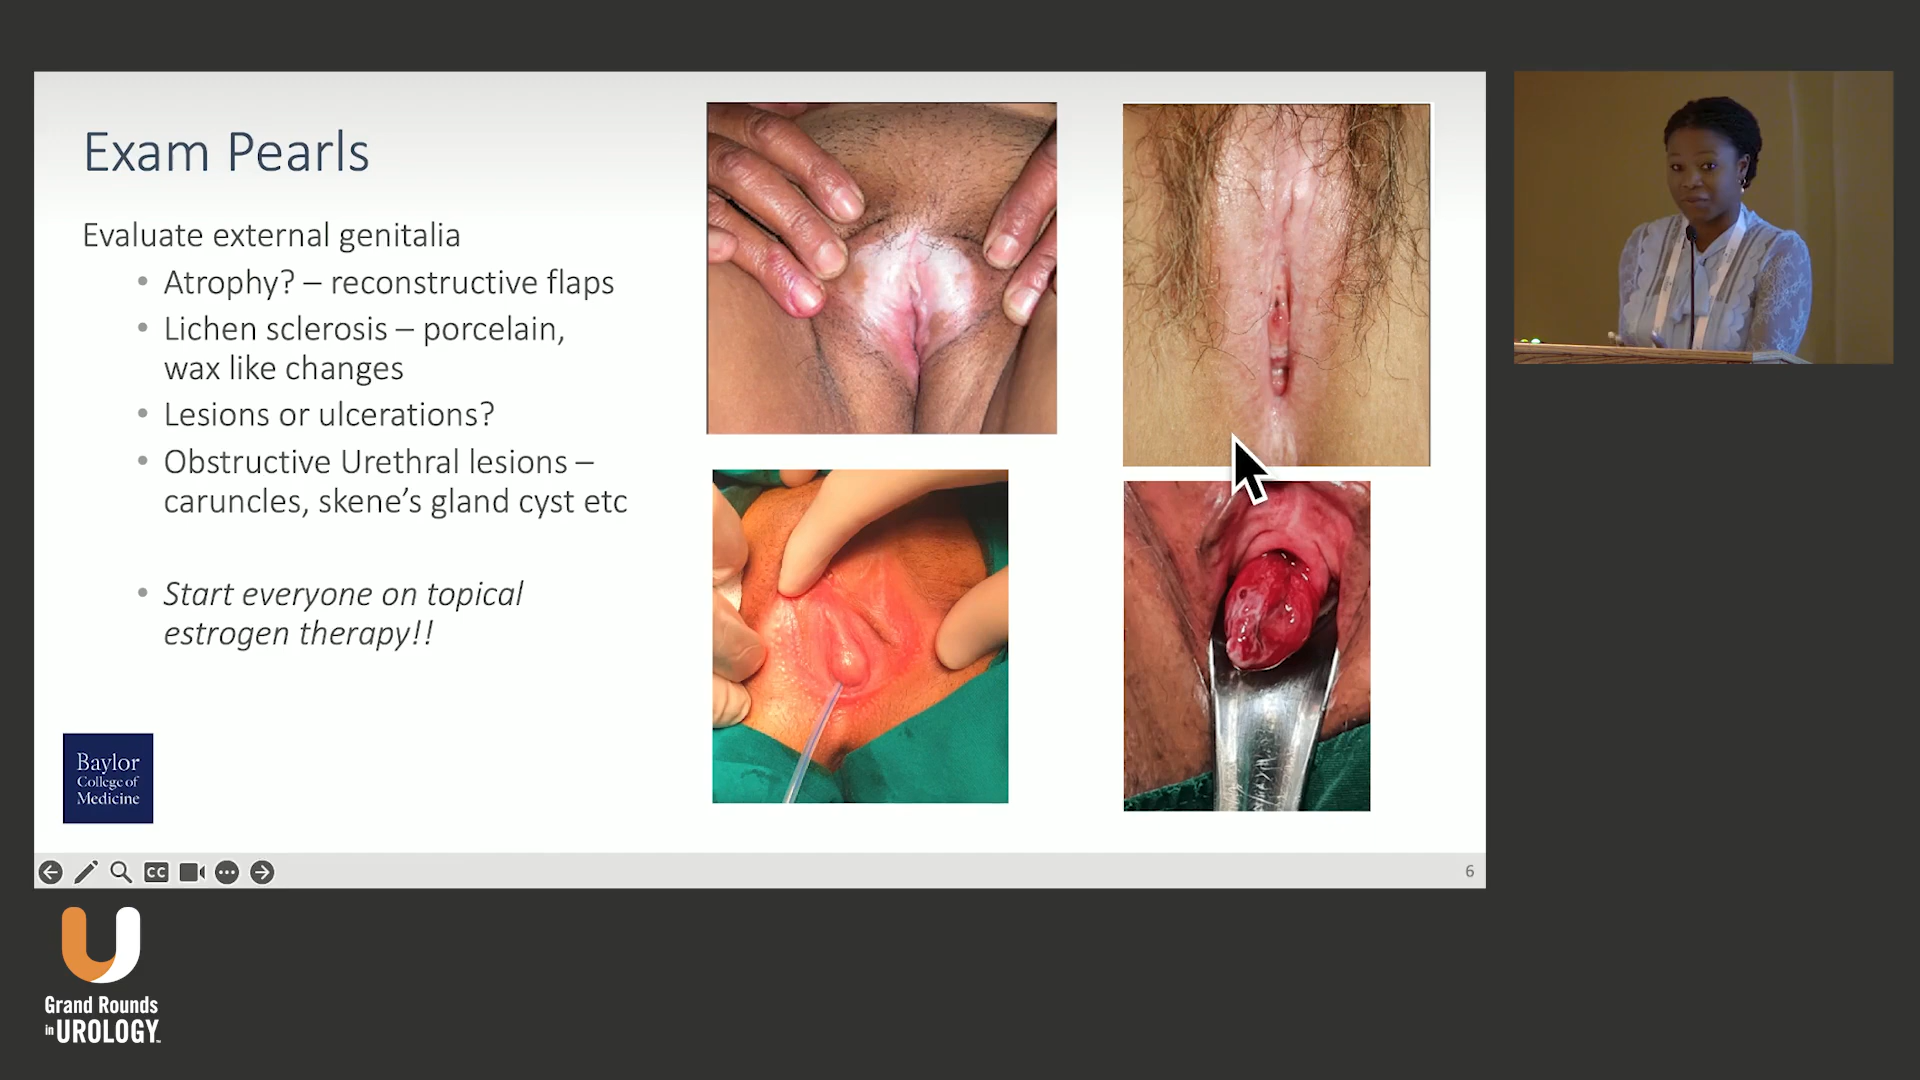 Exam Pearls
Evaluate external genitalia
• Atrophy? – reconstructive flaps
• Lichen sclerosis – porcelain,
wax like changes
• Lesions or ulcerations?
• Obstructive Urethral lesions –
caruncles, skene's gland cyst etc
• Start everyone on topical
estrogen therapy!!
Baylor
College of
Medicine
CC
6
Grand Rounds
in UROLOGY™